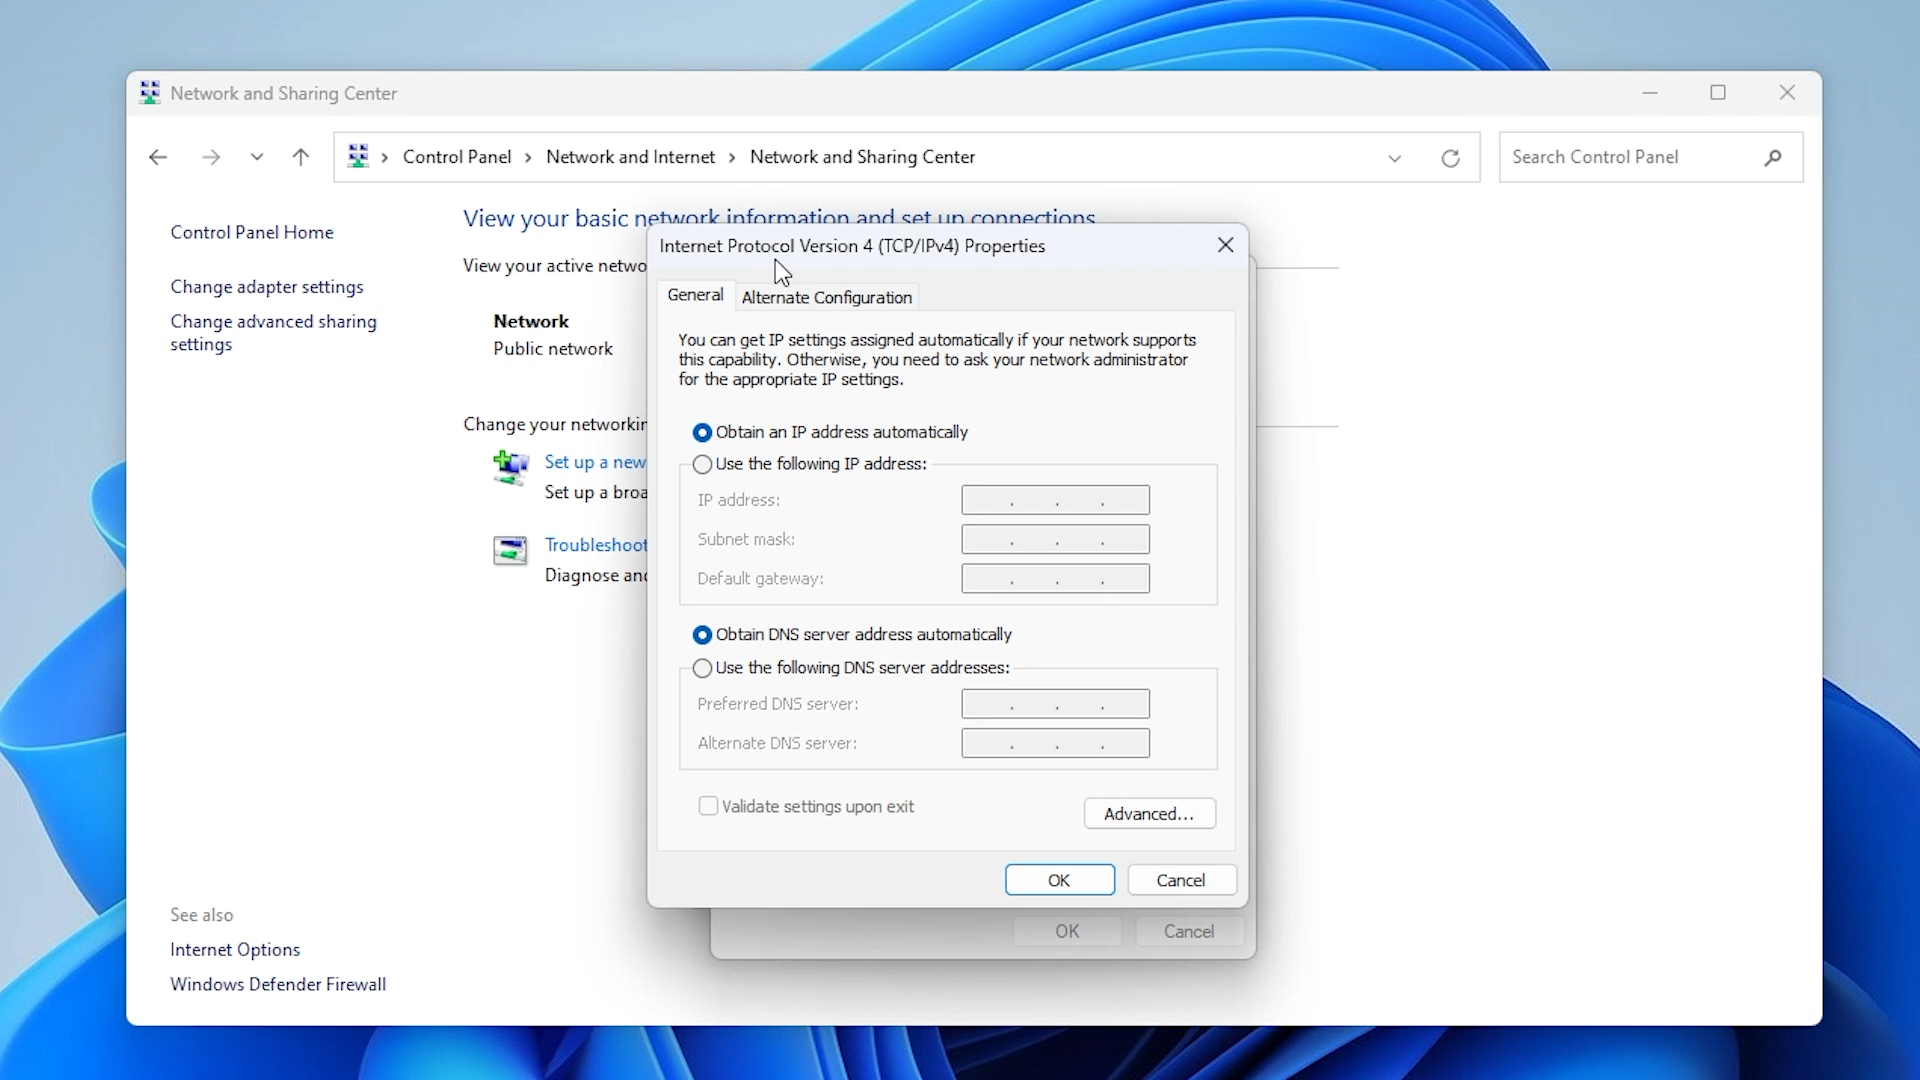 Network and Sharing Center
Control Panel > Network and Internet > Network and Sharing Center
Search Control Panel
Control Panel Home
Change adapter settings
Change advanced sharing
settings
See also
Internet Options
Windows Defender Firewall
View your basic network information and set up connections
View your active netwo
Network
Public network
Change your networkin
Set up a new
Set up a broa
Troubleshoot
Diagnose and
Internet Protocol Version 4 (TCP/IPv4) Properties
General
Alternate Configuration
You can get IP settings assigned automatically if your network supports
this capability. Otherwise, you need to ask your network administrator
for the appropriate IP settings.
Obtain an IP address automatically
Use the following IP address:
IP address:
Subnet mask:
Default gateway:
Obtain DNS server address automatically
Use the following DNS server addresses:
Preferred DNS server:
Alternate DNS server:
Validate settings upon exit
Advanced...
OK
Cancel
OK
Cancel